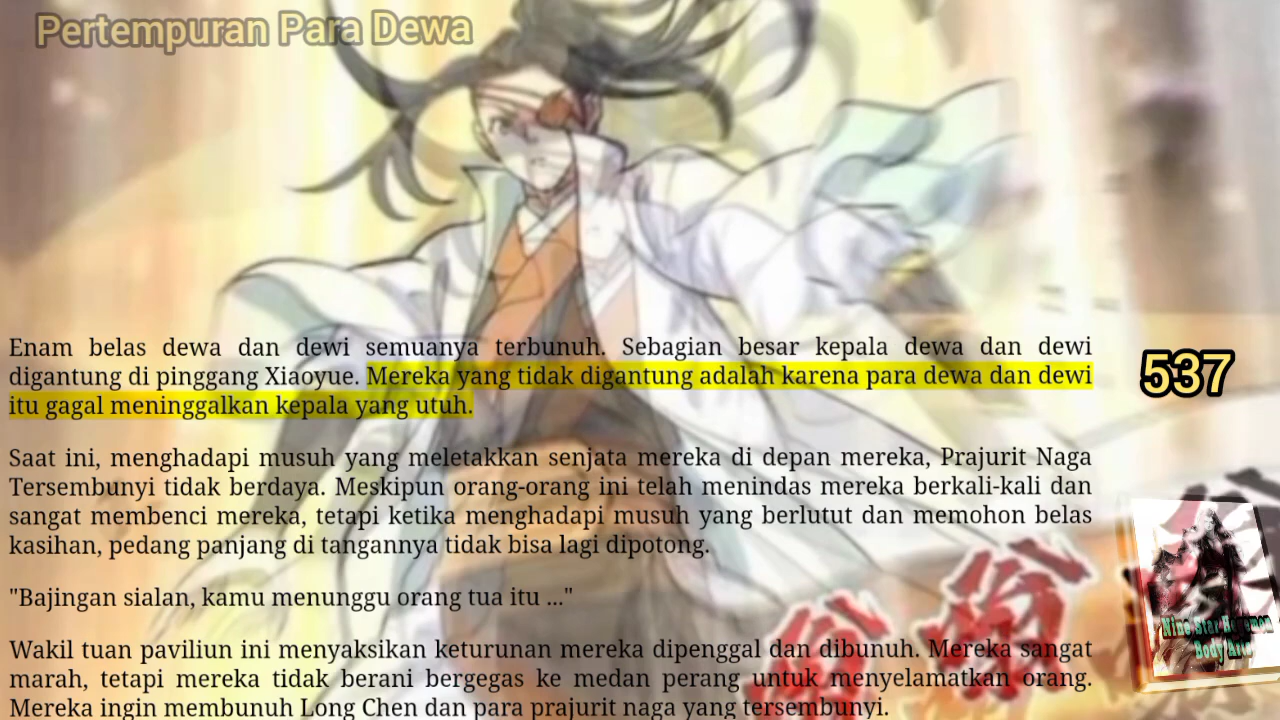 Pertempuran Para Dewa
Enam belas dewa dan dewi semuanya terbunuh. Sebagian besar kepala dewa dan dewi
digantung di pinggang Xiaoyue. Mereka yang tidak digantung adalah karena para dewa dan dewi
itu gagal meninggalkan kepala yang utuh.
537
Saat ini, menghadapi musuh yang meletakkan senjata mereka di depan mereka, Prajurit Naga
Tersembunyi tidak berdaya. Meskipun orang-orang ini telah menindas mereka berkali-kali dan
sangat membenci mereka, tetapi ketika menghadapi musuh yang berlutut dan memohon belas
kasihan, pedang panjang di tangannya tidak bisa lagi dipotong.
"Bajingan sialan, kamu menunggu orang tua itu ..."
Wakil tuan paviliun ini menyaksikan keturunan mereka dipenggal dan dibunuh. Mereka sangat
marah, tetapi mereka tidak berani bergegas ke medan perang untuk menyelamatkan orang.
Mereka ingin membunuh Long Chen dan para prajurit naga yang tersembunyi.
Nine Star
Body